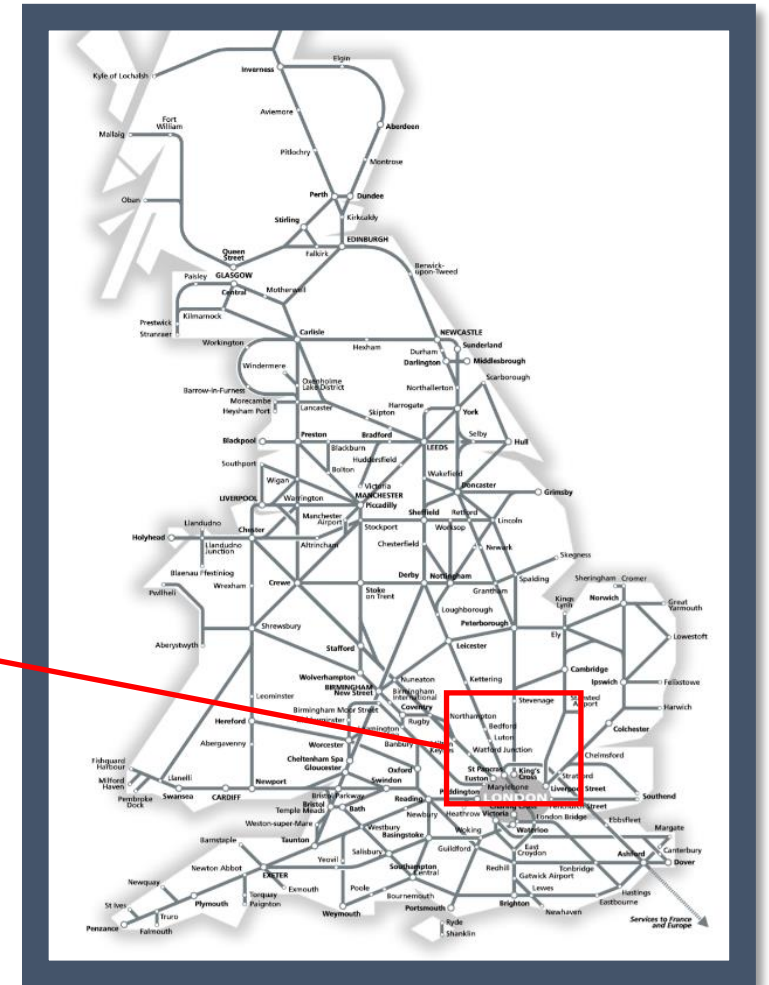 Elgin
Inverness
Kyle of Lochalsh
Aviemore
Fort
William
Mallaig
Aberdeen
Pitlochry
Montrose
Perth
Dundee
Oban
Kirkcaldy
Stirling
EDINBURGH
Falkirk
Queen
Street
GLASGOW
Central
Paisley
Motherwell
Berwick-
upon-Tweed
Prestwick
Kilmarnock
Stranraer
Carlisle
Workington
Hexham
NEWCASTLE
Sunderland
Durham
Darlington
Middlesbrough
Windermere
Oxenholme
Lake District
Northallerton
Scarborough
Barrow-in-Furness
Morecambe
Heysham Port
Lancaster
Harrogate
Skipton
York
Blackpool
Preston
Bradford
Selby
Hull
Blackburn
LEEDS
Huddersfield
Southport
Bolton
Wakefield
Wigan
Victoria
Doncaster
MANCHESTER
Piccadilly
Grimsby
LIVERPOOL
Warrington
Manchester
Airport
Sheffield
Retford
Llandudno
Stockport
Worksop
Lincoln
Holyhead
Chester
Llandudno
Junction
Altrincham
Chesterfield
Newark
Skegness
Blaenau Ffestiniog
Pwllheli
Wrexham
Crewe
Stoke
on Trent
Derby
Nottingham
Grantham
Spalding
Sheringham
Cromer
Kings
Lynn
Norwich
Great
Yarmouth
Loughborough
Peterborough
Shrewsbury
Ely
Lowestoft
Aberystwyth
Stafford
Leicester
Wolverhampton
BIRMINGHAM
New Street
Nuneaton
Kettering
Cambridge
Ipswich
Felixstowe
Birmingham
International
Leominster
Birmingham Moor Street
Coventry
Northampton
Stevenage
Stansted
Airport
Harwich
Hereford
Rugby
Bedford
Colchester
Luton
Abergavenny
Worcester
Banbury
Milton
Keynes
Watford Junction
Chelmsford
Cheltenham Spa
Gloucester
Oxford
St Pancras
King's
Cross
Stratford
Fishguard
Harbour
Euston
Marylebone
Liverpool Street
Swindon
Milford
Haven
Llanelli
Newport
Paddington
LONDON
Pembroke
Dock
Swansea
CARDIFF
Bristol Parkway
Bristol
Temple Meads
Bath
Reading
Fenchurch Street
Southend
Newbury
Heathrow
Victoria
London Bridge
Ebbsfleet
Weston-super-Mare
Westbury
Basingstoke
Woking
Waterloo
Margate
Barnstaple
Taunton
Guildford
East
Croydon
Canterbury
Salisbury
Yeovil
Redhill
Tonbridge
Ashford
Dover
Newton Abbot
Southampton
Central
Gatwick Airport
Newquay
EXETER
Exmouth
Poole
Lewes
Hastings
Plymouth
Torquay
Paignton
Bournemouth
Eastbourne
St Ives
Weymouth
Portsmouth
Brighton
Newhaven
Truro
Ryde
Penzance
Falmouth
Shanklin
Services to France
and Europe